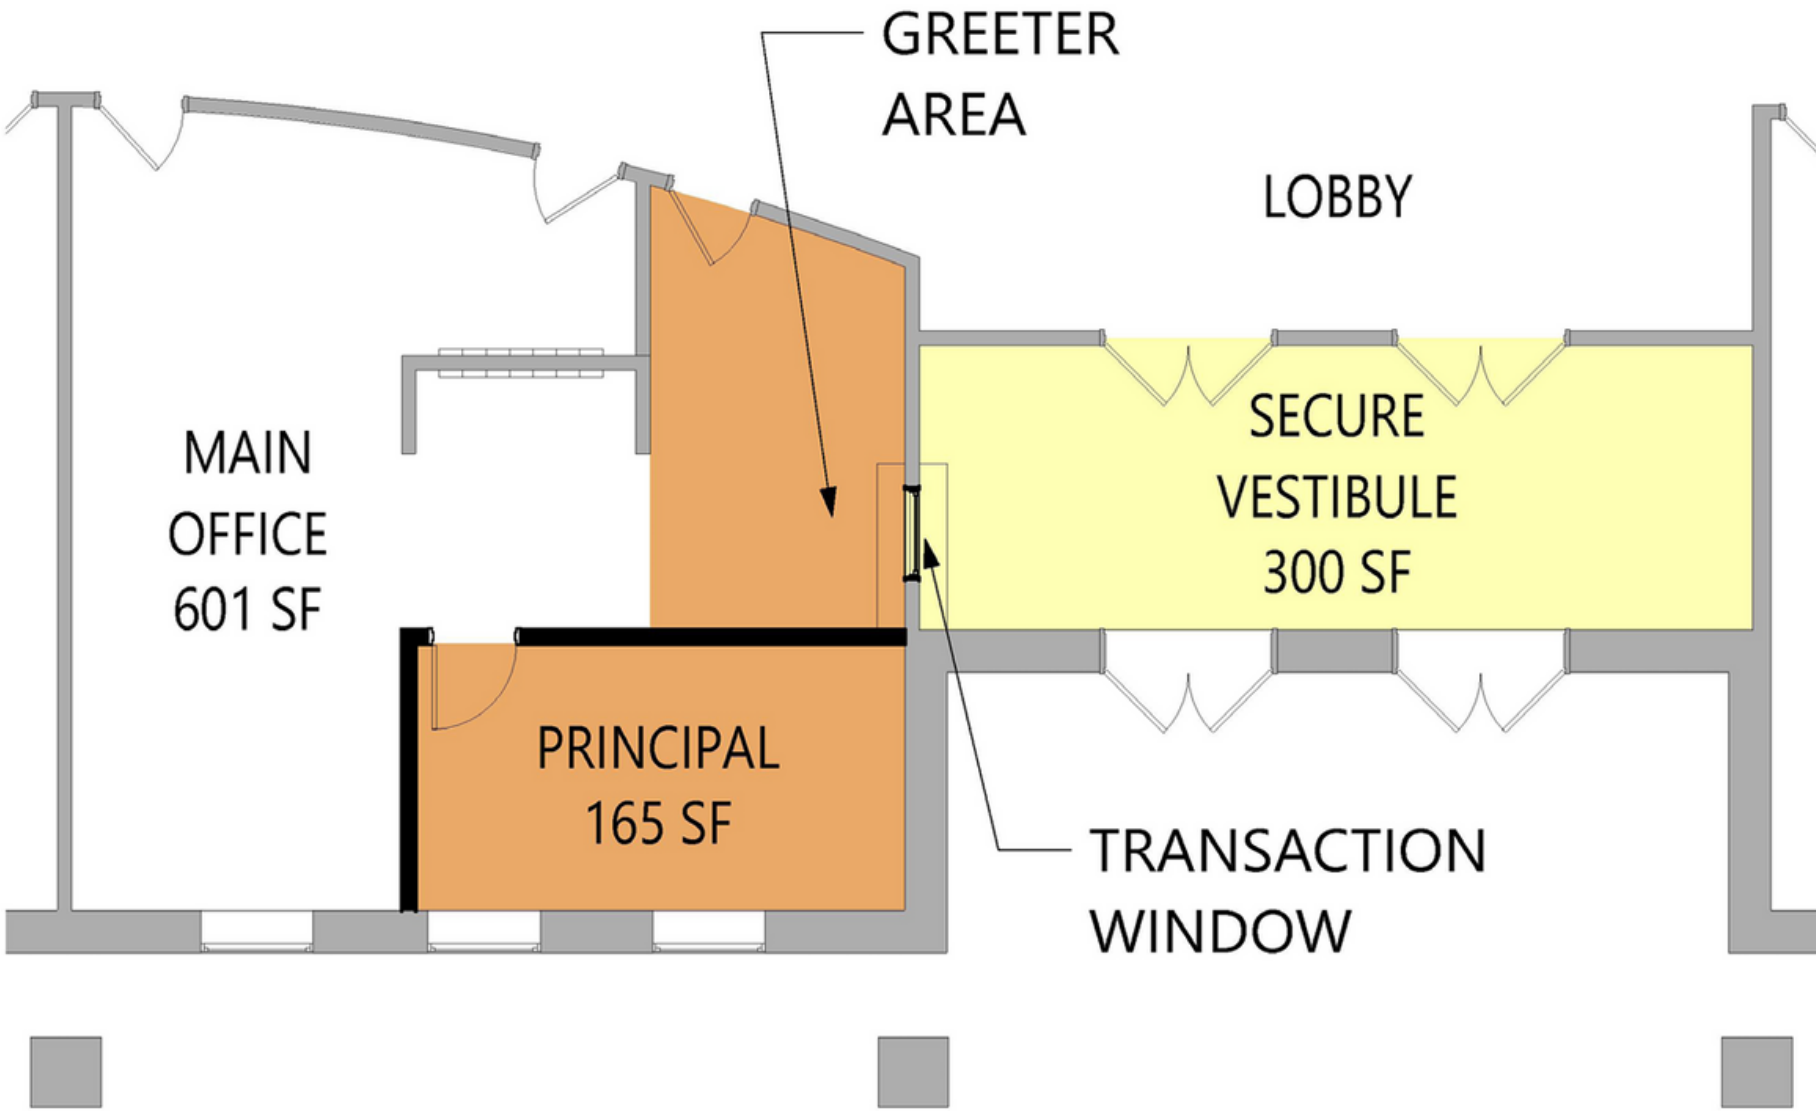 GREETER
AREA
LOBBY
MAIN
OFFICE
601 SF
SECURE
VESTIBULE
300 SF
PRINCIPAL
165 SF
TRANSACTION
WINDOW